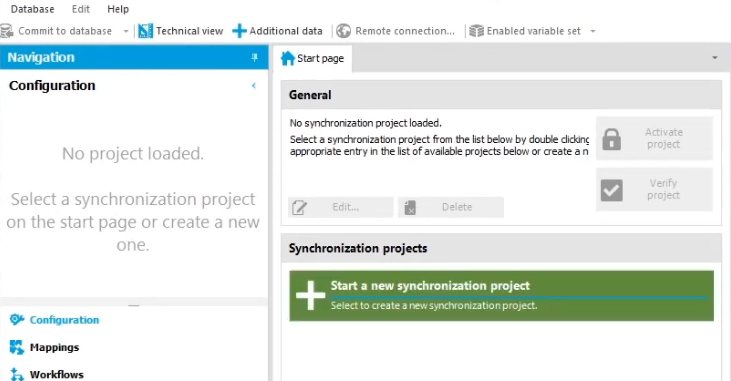 Database Edit Help
Commit to database Technical view Additional data Remote connection... Enabled variable set
Navigation
Start page
Configuration
General
No synchronization project loaded.
Select a synchronization project from the list below by double clicking
appropriate entry in the list of available projects below or create a n
Activate
project
No project loaded.
Verify
project
Select a synchronization project
on the start page or create a new
one.
Edit... Delete
Synchronization projects
Start a new synchronization project
Select to create a new synchronization project.
Configuration
Mappings
Workflows